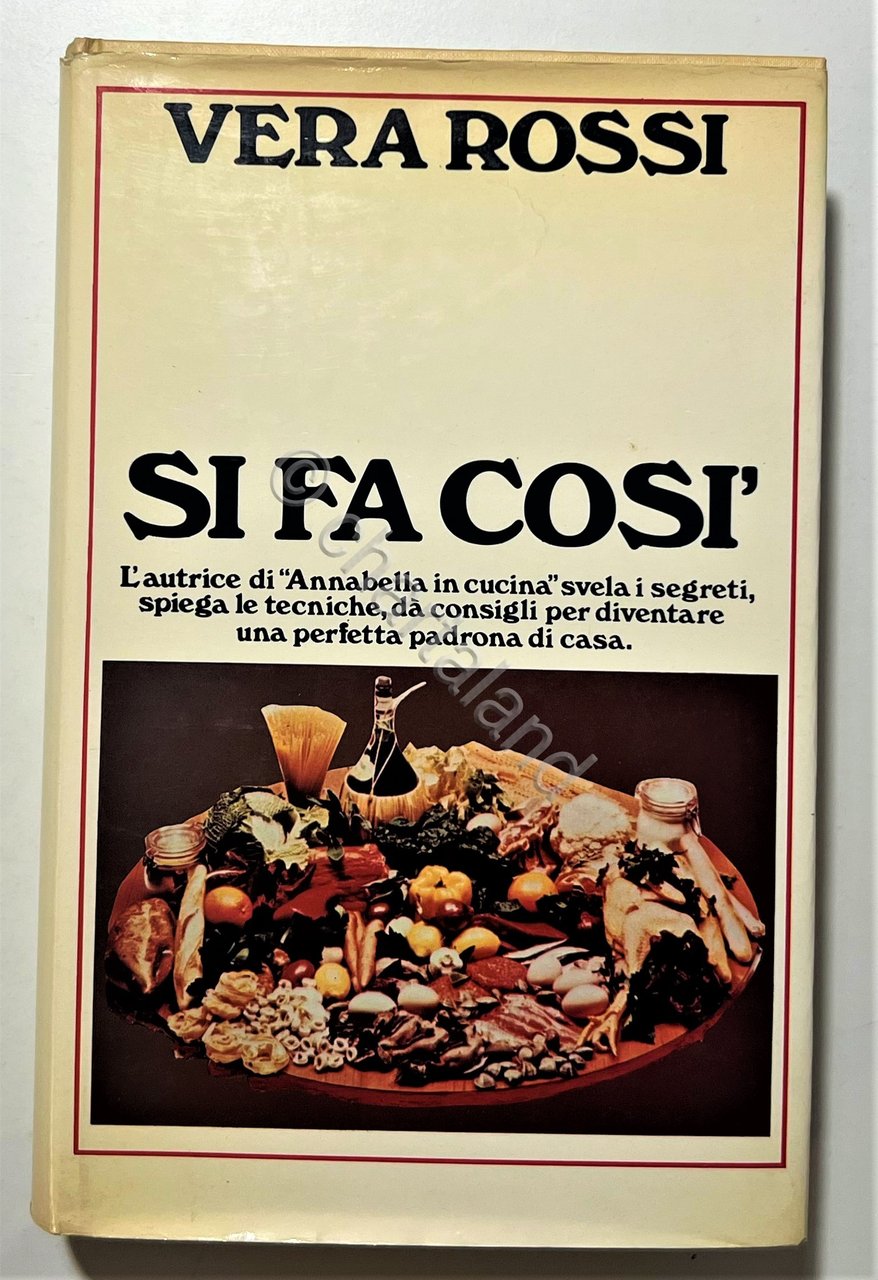 VERA ROSSI
SI FA COSI'
L'autrice di "Annabella in cucina" svela i segreti,
spiega le tecniche, dà consigli per diventare
una perfetta padrona di casa.
© chartaland